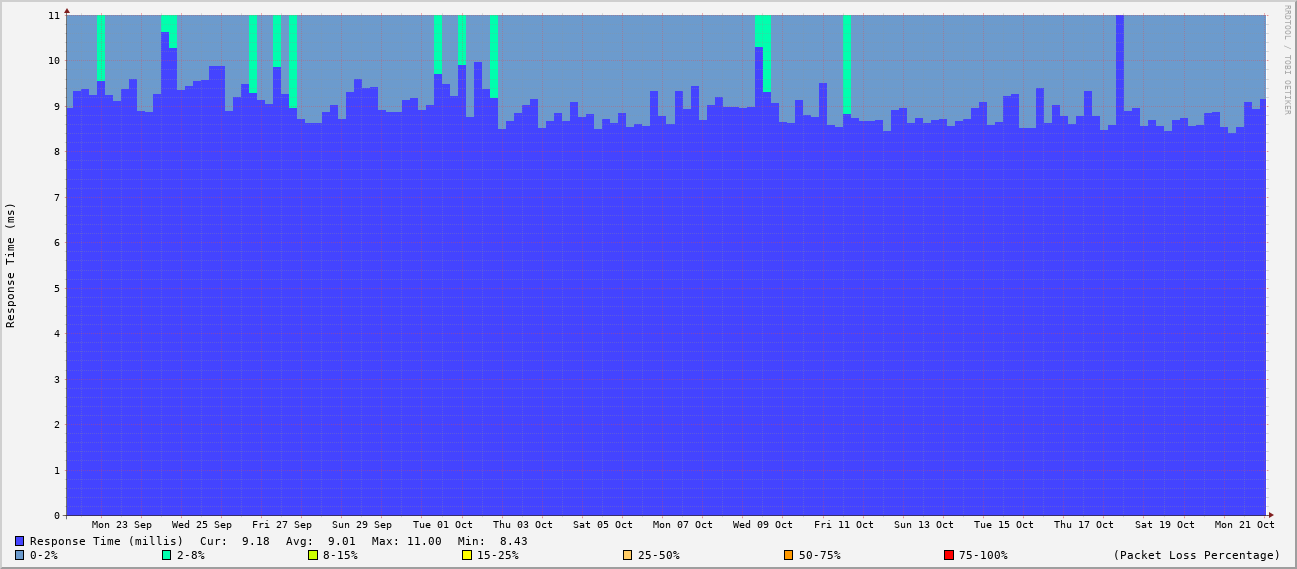 RRDTOOL / TOBI OETIKER
Response Time (ms)
11
10
9
8
7
6
5
4
3
2
1
0
Mon 23 Sep Wed 25 Sep Fri 27 Sep Sun 29 Sep Tue 01 Oct Thu 03 Oct Sat 05 Oct Mon 07 Oct Wed 09 Oct Fri 11 Oct Sun 13 Oct Tue 15 Oct Thu 17 Oct Sat 19 Oct Mon 21 Oct
Response Time (millis) Cur: 9.18 Avg: 9.01 Max: 11.00 Min: 8.43
0-2% 2-8% 8-15% 15-25% 25-50% 50-75% 75-100% (Packet Loss Percentage)